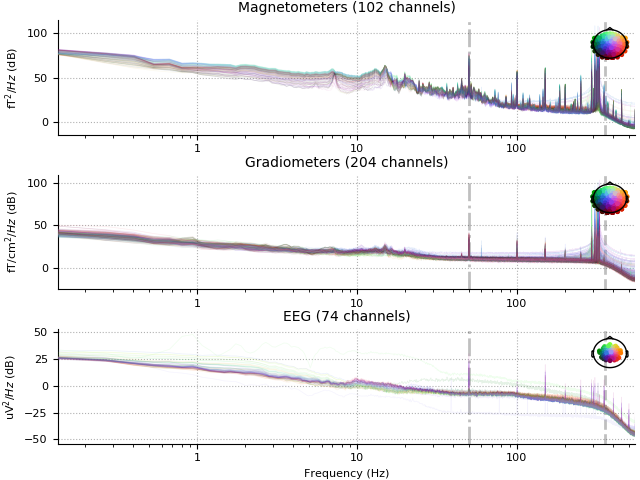 Magnetometers (102 channels)
fT²/Hz (dB)
100
50
0
1
10
100
Gradiometers (204 channels)
fT/cm²/Hz (dB)
100
50
0
1
10
100
EEG (74 channels)
uV²/Hz (dB)
50
25
0
−25
−50
1
10
100
Frequency (Hz)